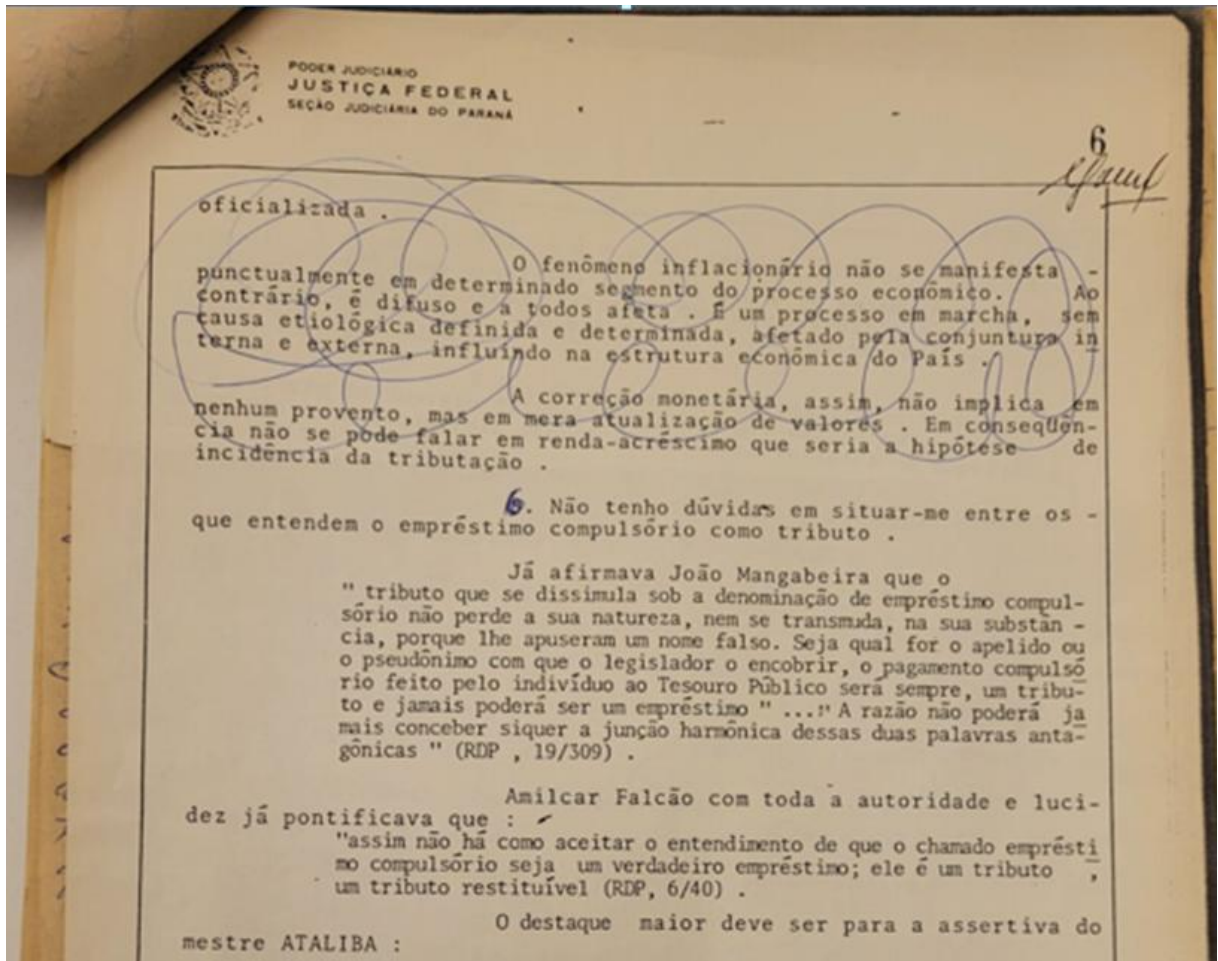 PODER JUDICIÁRIO
JUSTIÇA FEDERAL
SEÇÃO JUDICIÁRIA DO PARANÁ
6
oficializada .
O fenômeno inflacionário não se manifesta -
punctualmente em determinado segmento do processo econômico. Ao
contrário, é difuso e a todos afeta . É um processo em marcha, sem
causa etiológica definida e determinada, afetado pela conjuntura in
terna e externa, influindo na estrutura econômica do País .
A correção monetária, assim, não implica em
nenhum provento, mas em mera atualização de valores . Em conseqüên-
cia não se pode falar em renda-acréscimo que seria a hipótese de
incidência da tributação .
6. Não tenho dúvidas em situar-me entre os -
que entendem o empréstimo compulsório como tributo .
Já afirmava João Mangabeira que o
" tributo que se dissimula sob a denominação de empréstimo compul-
sório não perde a sua natureza, nem se transmuda, na sua substân -
cia, porque lhe apuseram um nome falso. Seja qual for o apelido ou
o pseudônimo com que o legislador o encobrir, o pagamento compulsó
rio feito pelo indivíduo ao Tesouro Público será sempre, um tribu-
to e jamais poderá ser um empréstimo " ..." A razão não poderá ja
mais conceber siquer a junção harmônica dessas duas palavras anta-
gônicas " (RDP , 19/309) .
Amilcar Falcão com toda a autoridade e luci-
dez já pontificava que :
"assim não há como aceitar o entendimento de que o chamado emprésti
mo compulsório seja um verdadeiro empréstimo; ele é um tributo ,
um tributo restituível (RDP, 6/40) .
O destaque maior deve ser para a assertiva do
mestre ATALIBA :